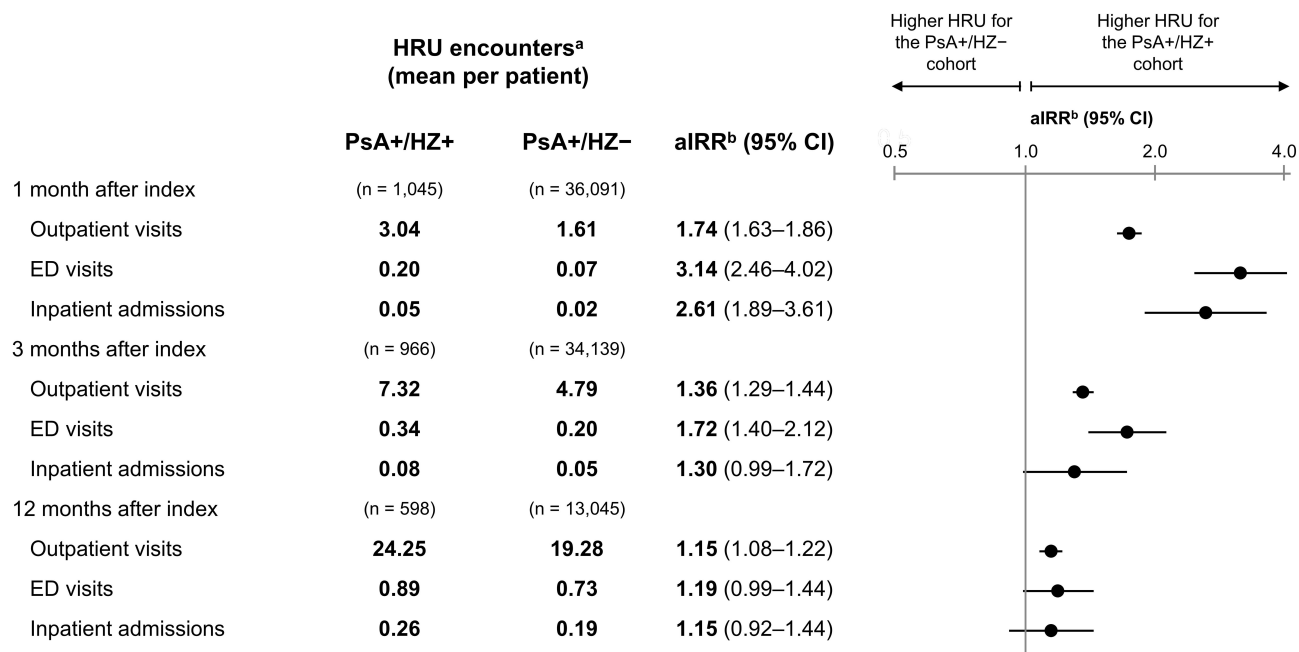 Higher HRU for
the PsA+/HZ−
cohort
Higher HRU for
the PsA+/HZ+
cohort
HRU encountersᵃ
(mean per patient)
aIRRᵇ (95% CI)
PsA+/HZ+ PsA+/HZ− aIRRᵇ (95% CI)
0.5 1.0 2.0 4.0
1 month after index (n = 1,045) (n = 36,091)
Outpatient visits 3.04 1.61 1.74 (1.63–1.86)
ED visits 0.20 0.07 3.14 (2.46–4.02)
Inpatient admissions 0.05 0.02 2.61 (1.89–3.61)
3 months after index (n = 966) (n = 34,139)
Outpatient visits 7.32 4.79 1.36 (1.29–1.44)
ED visits 0.34 0.20 1.72 (1.40–2.12)
Inpatient admissions 0.08 0.05 1.30 (0.99–1.72)
12 months after index (n = 598) (n = 13,045)
Outpatient visits 24.25 19.28 1.15 (1.08–1.22)
ED visits 0.89 0.73 1.19 (0.99–1.44)
Inpatient admissions 0.26 0.19 1.15 (0.92–1.44)